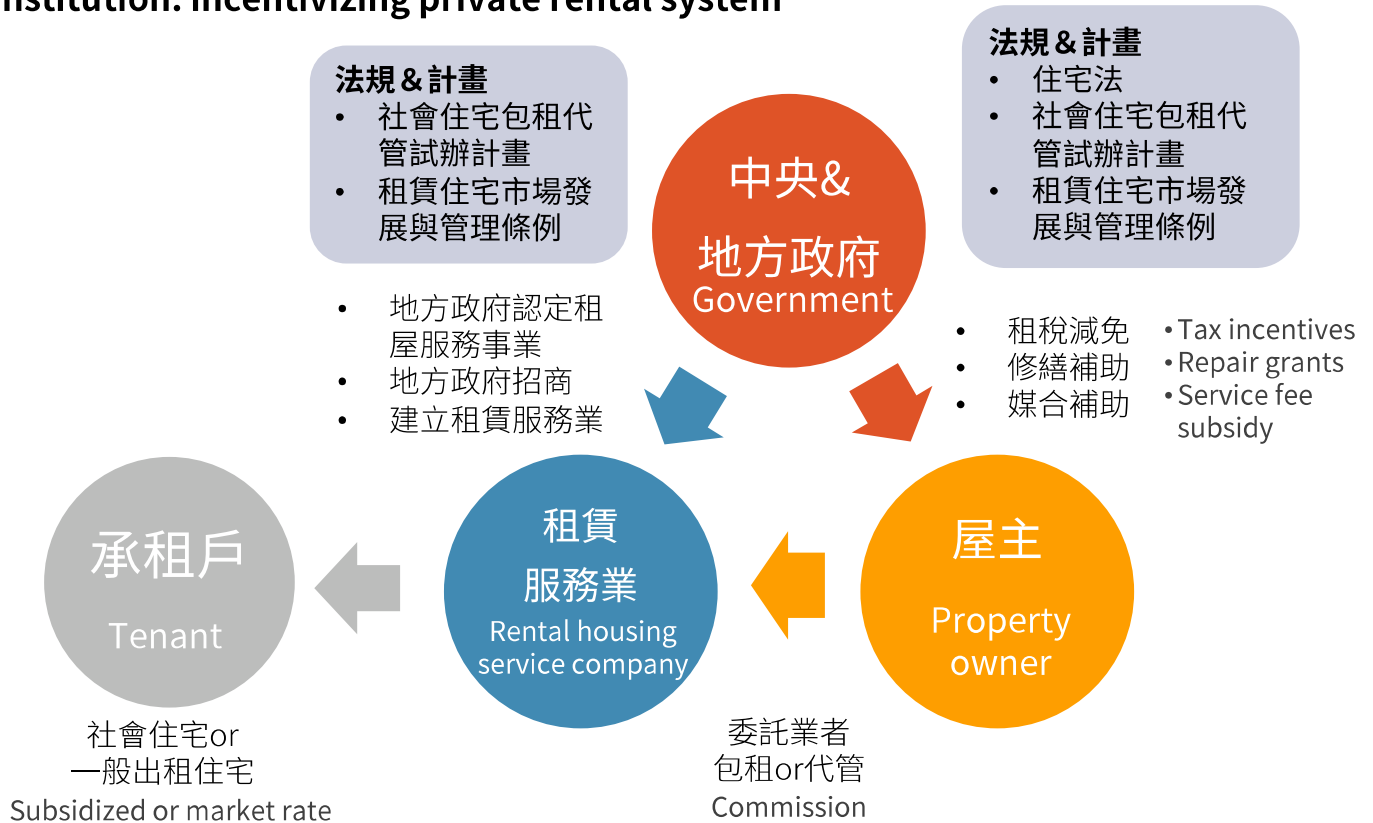 nstitution: incentivizing private rental system
法規＆計畫
• 社會住宅包租代
管試辦計畫
• 租賃住宅市場發
展與管理條例
中央&
地方政府
Government
法規＆計畫
• 住宅法
• 社會住宅包租代
管試辦計畫
• 租賃住宅市場發
展與管理條例
• 地方政府認定租
屋服務事業
• 地方政府招商
• 建立租賃服務業
• 租稅減免
• 修繕補助
• 媒合補助
• Tax incentives
• Repair grants
• Service fee
subsidy
承租戶
Tenant
租賃
服務業
Rental housing
service company
屋主
Property
owner
社會住宅or
一般出租住宅
Subsidized or market rate
委託業者
包租or代管
Commission